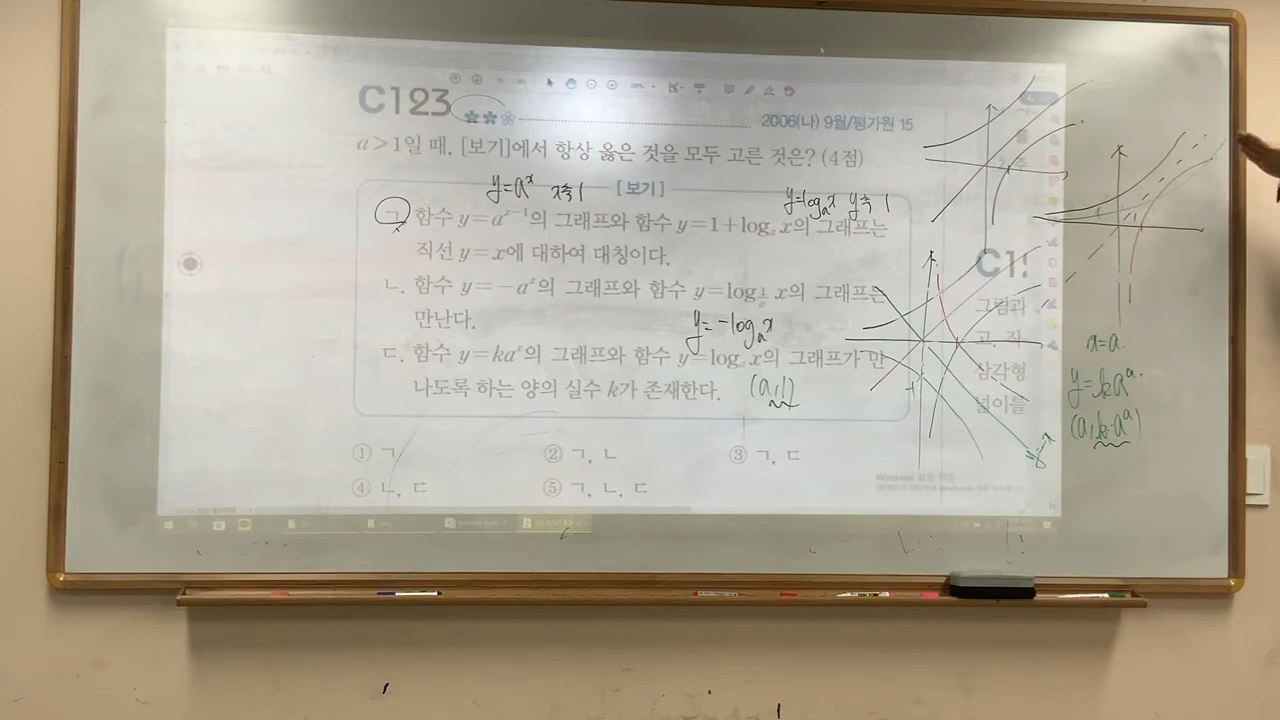 C123
2006(나) 9월/평가원 15
a>1일 때, [보기]에서 항상 옳은 것을 모두 고른 것은? (4점)
y=a^x x축 1
[보기]
y=log_a x y축 1
ㄱ. 함수 y=a^{x-1}의 그래프와 함수 y=1+log_a x의 그래프는
직선 y=x에 대하여 대칭이다.
ㄴ. 함수 y=-a^x의 그래프와 함수 y=log_{1/a} x의 그래프는
만난다.
y=-log_a x
ㄷ. 함수 y=ka^x의 그래프와 함수 y=log_a x의 그래프가 만
나도록 하는 양의 실수 k가 존재한다.
(a,1)
① ㄱ
② ㄱ, ㄴ
③ ㄱ, ㄷ
④ ㄴ, ㄷ
⑤ ㄱ, ㄴ, ㄷ
C1
그림과
고, 직
삼각형
넓이를
x=a.
y=ka^a.
(a, k·a^a)
Windows